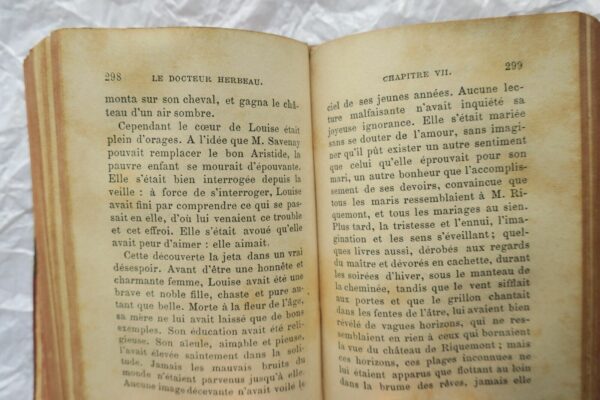 298
LE DOCTEUR HERBEAU.
monta sur son cheval, et gagna le châ-
teau d'un air sombre.
Cependant le cœur de Louise était
plein d'orages. A l'idée que M. Savenay
pouvait remplacer le bon Aristide, la
pauvre enfant se mourait d'épouvante.
Elle s'était bien interrogée depuis la
veille : à force de s'interroger, Louise
avait fini par comprendre ce qui se pas-
sait en elle, d'où lui venaient ce trouble
et cet effroi. Elle s'était avoué qu'elle
avait peur d'aimer : elle aimait.
Cette découverte la jeta dans un vrai
désespoir. Avant d'être une honnête et
charmante femme, Louise avait été une
brave et noble fille, chaste et pure au-
tant que belle. Morte à la fleur de l'âge,
sa mère ne lui avait laissé que de bons
exemples. Son éducation avait été reli-
gieuse. Son aïeule, aimable et pieuse,
l'avait élevée saintement dans la soli-
tude. Jamais les mauvais bruits du
monde n'étaient parvenus jusqu'à elle.
Aucune image décevante n'avait voilé le
CHAPITRE VII.
299
ciel de ses jeunes années. Aucune lec-
ture malfaisante n'avait inquiété sa
joyeuse ignorance. Elle s'était mariée
sans se douter de l'amour, sans imagi-
ner qu'il pût exister un autre sentiment
que celui qu'elle éprouvait pour son
mari, un autre bonheur que l'accomplis-
sement de ses devoirs, convaincue que
tous les maris ressemblaient à M. Ri-
quemont, et tous les mariages au sien.
Plus tard, la tristesse et l'ennui, l'ima-
gination et les sens s'éveillant ; quel-
ques livres aussi, dérobés aux regards
du maître et dévorés en cachette, durant
les soirées d'hiver, sous le manteau de
la cheminée, tandis que le vent sifflait
aux portes et que le grillon chantait
dans les fentes de l'âtre, lui avaient bien
révélé de vagues horizons, qui ne res-
semblaient en rien à ceux qui bornaient
la vue du château de Riquemont ; mais
ces horizons, ces plages inconnues ne
lui étaient apparus que flottant au loin
dans la brume des rêves, jamais elle